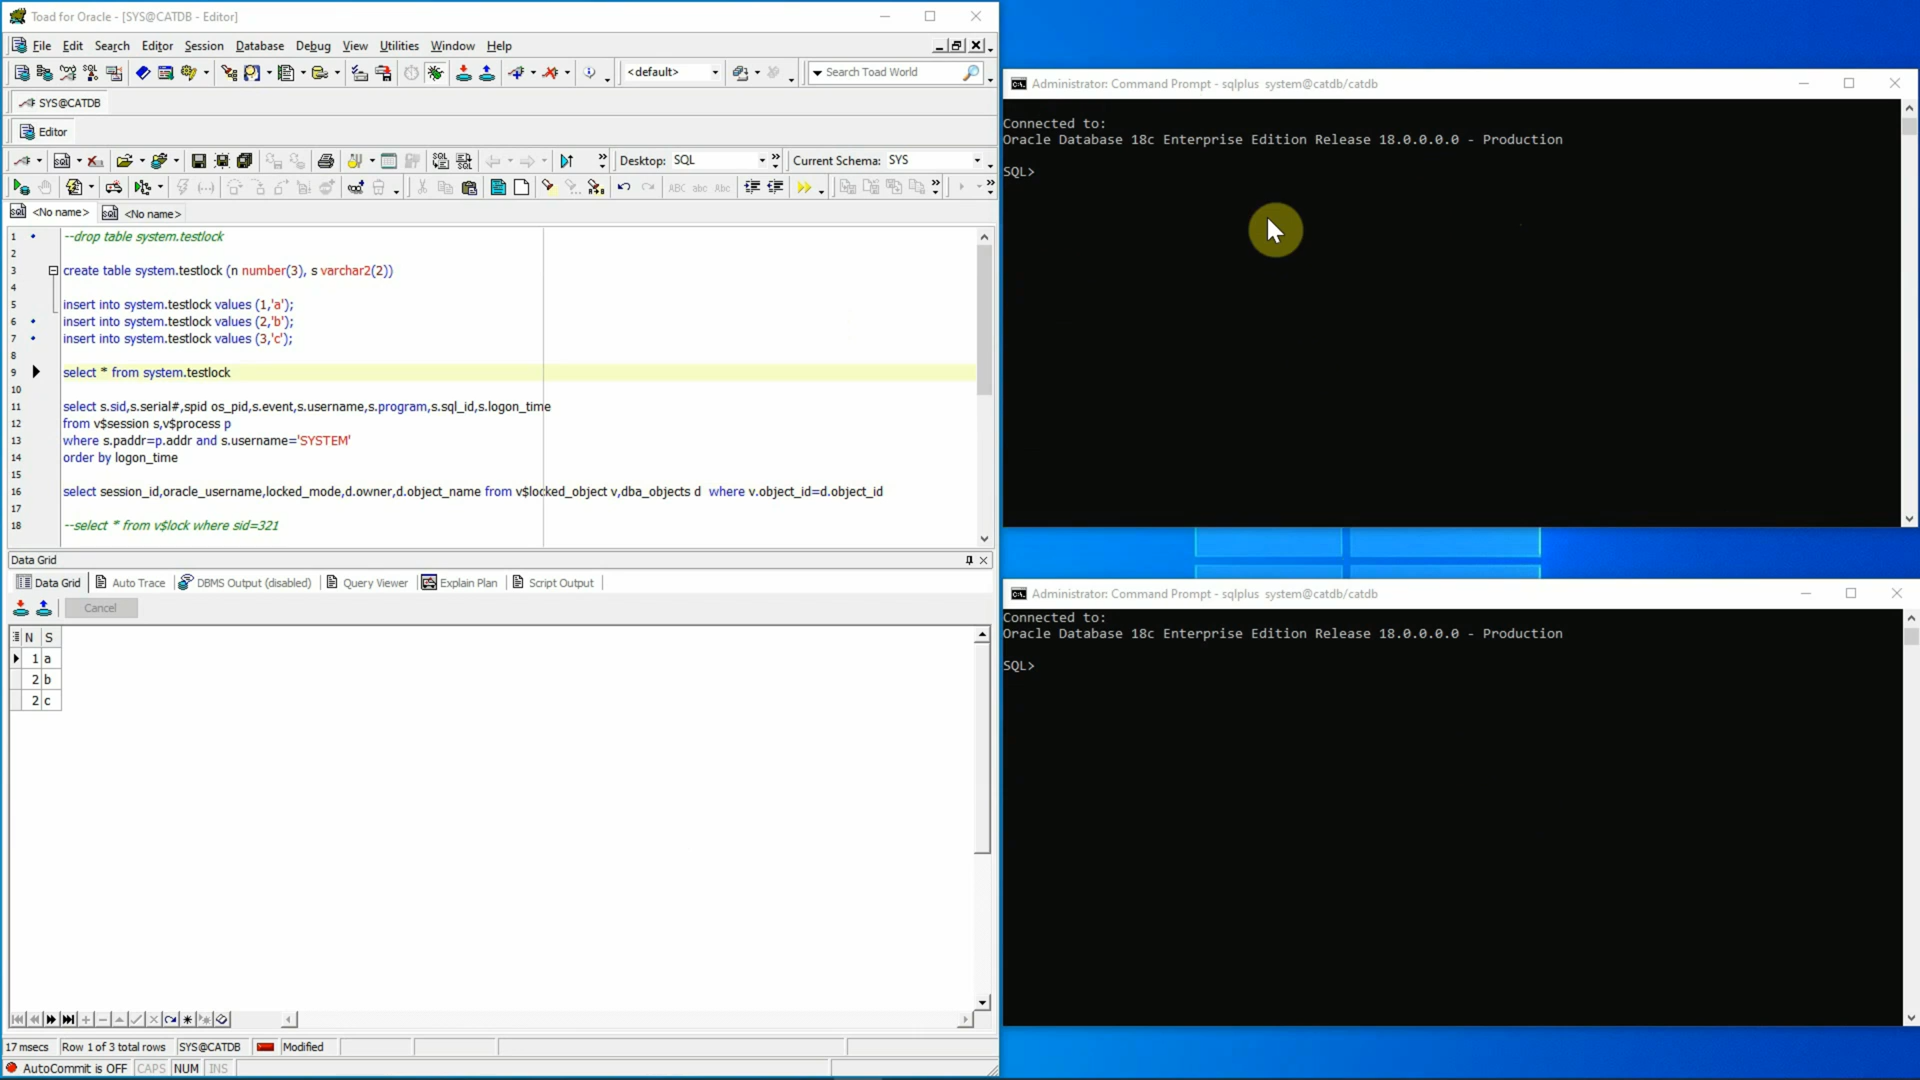 Toad for Oracle - [SYS@CATDB - Editor]
File Edit Search Editor Session Database Debug View Utilities Window Help
<default> Search Toad World
SYS@CATDB
Editor
Desktop: SQL Current Schema: SYS
<No name> <No name>
1 --drop table system.testlock
2
3 create table system.testlock (n number(3), s varchar2(2))
4
5 insert into system.testlock values (1,'a');
6 insert into system.testlock values (2,'b');
7 insert into system.testlock values (3,'c');
8
9 select * from system.testlock
10
11 select s.sid,s.serial#,spid os_pid,s.event,s.username,s.program,s.sql_id,s.logon_time
12 from v$session s,v$process p
13 where s.paddr=p.addr and s.username='SYSTEM'
14 order by logon_time
15
16 select session_id,oracle_username,locked_mode,d.owner,d.object_name from v$locked_object v,dba_objects d  where v.object_id=d.object_id
17
18 --select * from v$lock where sid=321
Data Grid
Data Grid Auto Trace DBMS Output (disabled) Query Viewer Explain Plan Script Output
Cancel
N S
1 a
2 b
2 c
17 msecs Row 1 of 3 total rows SYS@CATDB Modified
AutoCommit is OFF CAPS NUM INS
Administrator: Command Prompt - sqlplus  system@catdb/catdb
Connected to:
Oracle Database 18c Enterprise Edition Release 18.0.0.0.0 - Production
SQL>
Administrator: Command Prompt - sqlplus  system@catdb/catdb
Connected to:
Oracle Database 18c Enterprise Edition Release 18.0.0.0.0 - Production
SQL>